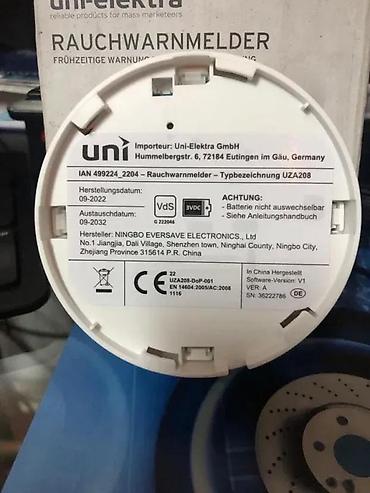 uni-elektra
reliable products for mass marketeers
RAUCHWARNMELDER
FRÜHZEITIGE WARNUNG
uni
Importeur: Uni-Elektra GmbH
Hummelbergstr. 6, 72184 Eutingen im Gäu, Germany
IAN 499224_2204 – Rauchwarnmelder – Typbezeichnung UZA208
Herstellungsdatum:
09-2022
Austauschdatum:
09-2032
VdS
G 222046
3VDC
ACHTUNG:
- Batterie nicht auswechselbar
- Siehe Anleitungshandbuch
Hersteller: NINGBO EVERSAVE ELECTRONICS., Ltd
No.1 Jiangjia, Dali Village, Shenzhen town, Ninghai County, Ningbo City,
Zhejiang Province 315614 P.R. China
CE
22
UZA208-DoP-001
EN 14604:2005/AC:2008
1116
In China Hergestellt
Software-Version: V1
VER: A
SN: 36222786
DE